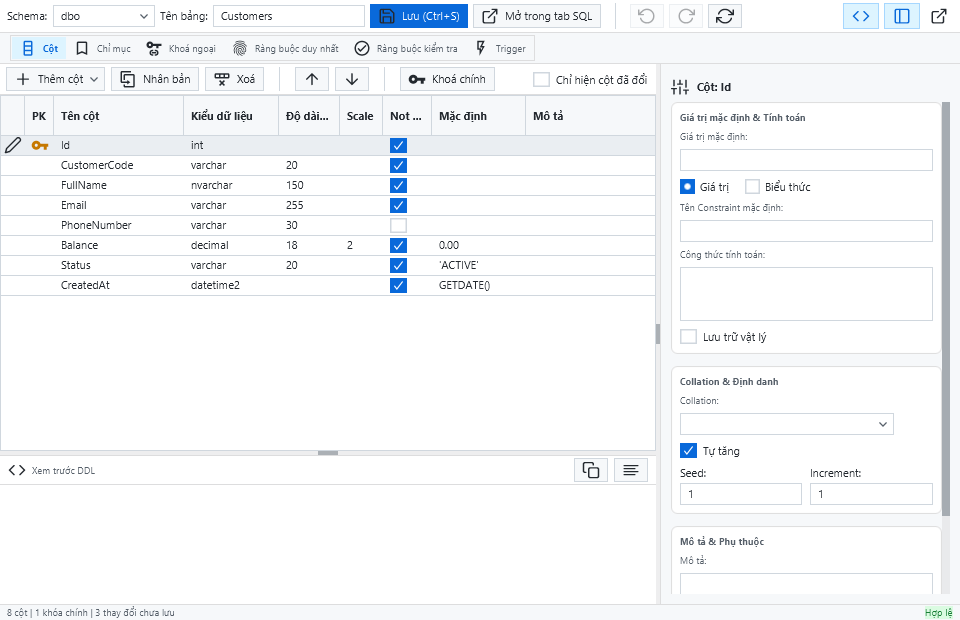 Schema: dbo Tên bảng: Customers Lưu (Ctrl+S) Mở trong tab SQL
Cột Chỉ mục Khoá ngoại Ràng buộc duy nhất Ràng buộc kiểm tra Trigger
Thêm cột Nhân bản Xoá Khoá chính Chỉ hiện cột đã đổi
PK Tên cột Kiểu dữ liệu Độ dài... Scale Not ... Mặc định Mô tả
Id int
CustomerCode varchar 20
FullName nvarchar 150
Email varchar 255
PhoneNumber varchar 30
Balance decimal 18 2 0.00
Status varchar 20 'ACTIVE'
CreatedAt datetime2 GETDATE()
Xem trước DDL
Cột: Id
Giá trị mặc định & Tính toán
Giá trị mặc định:
Giá trị Biểu thức
Tên Constraint mặc định:
Công thức tính toán:
Lưu trữ vật lý
Collation & Định danh
Collation:
Tự tăng
Seed: Increment:
1 1
Mô tả & Phụ thuộc
Mô tả:
8 cột | 1 khóa chính | 3 thay đổi chưa lưu Hợp lệ